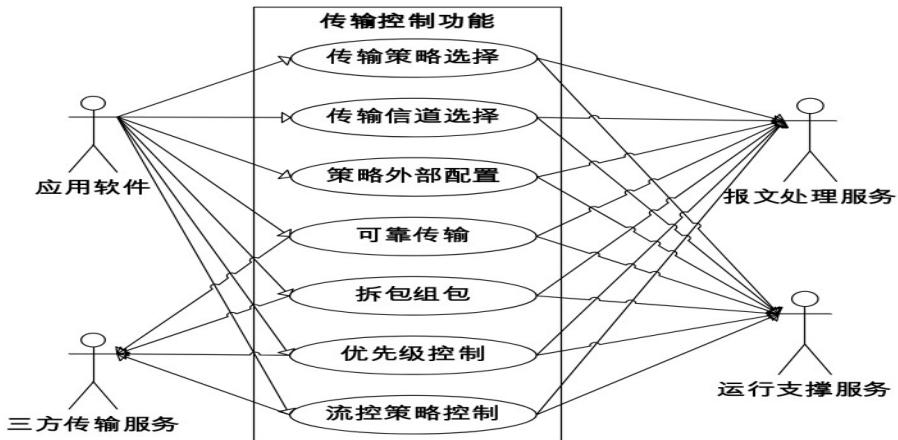 传输控制功能
传输策略选择
传输信道选择
应用软件
策略外部配置
报文处理服务
可靠传输
拆包组包
优先级控制
运行支撑服务
三方传输服务
流控策略控制